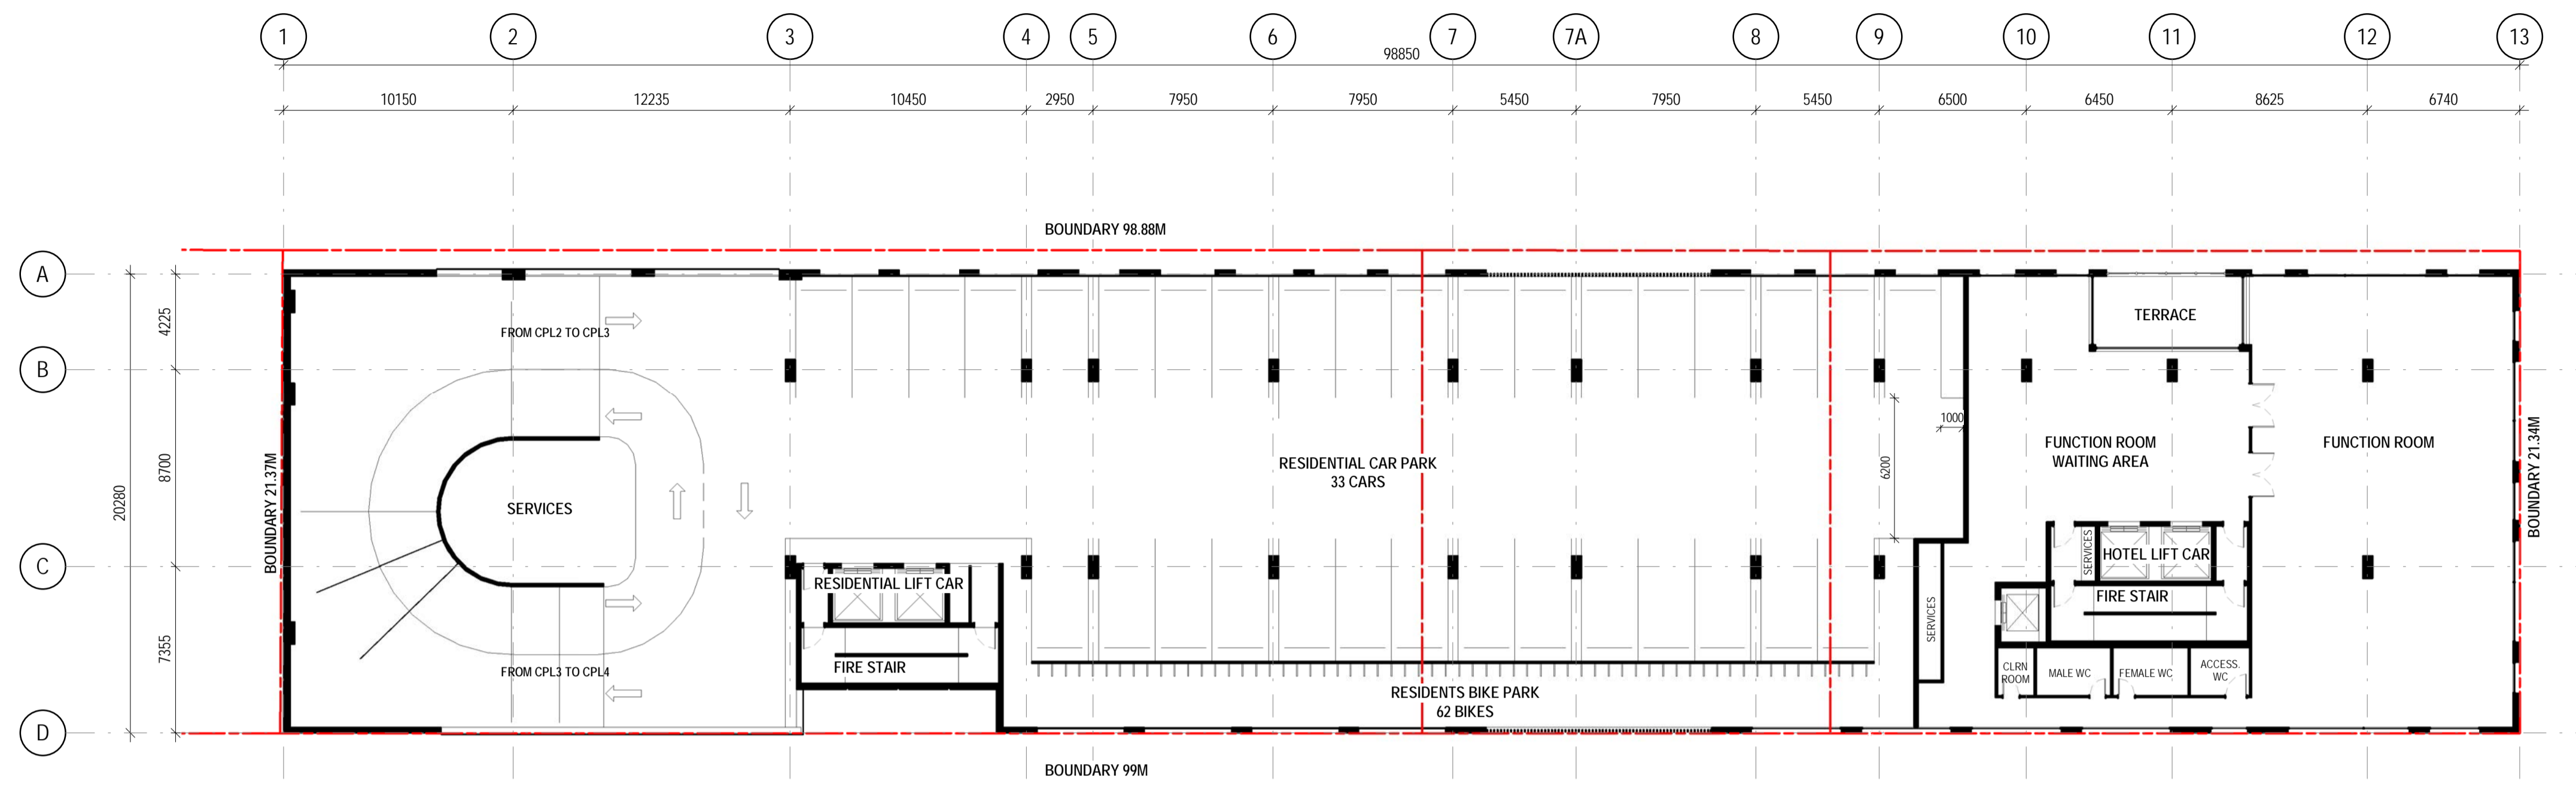 1 2 3 4 5 6 7 7A 8 9 10 11 12 13
98850
10150 12235 10450 2950 7950 7950 5450 7950 5450 6500 6450 8625 6740
BOUNDARY 98.88M
A
B
C
D
20280
4225
8700
7355
BOUNDARY 21.37M
FROM CPL2 TO CPL3
SERVICES
FROM CPL3 TO CPL4
RESIDENTIAL LIFT CAR
FIRE STAIR
RESIDENTIAL CAR PARK
33 CARS
RESIDENTS BIKE PARK
62 BIKES
6200
1000
SERVICES
TERRACE
FUNCTION ROOM
WAITING AREA
FUNCTION ROOM
SERVICES
HOTEL LIFT CAR
FIRE STAIR
CLRN
ROOM
MALE WC
FEMALE WC
ACCESS.
WC
BOUNDARY 21.34M
BOUNDARY 99M